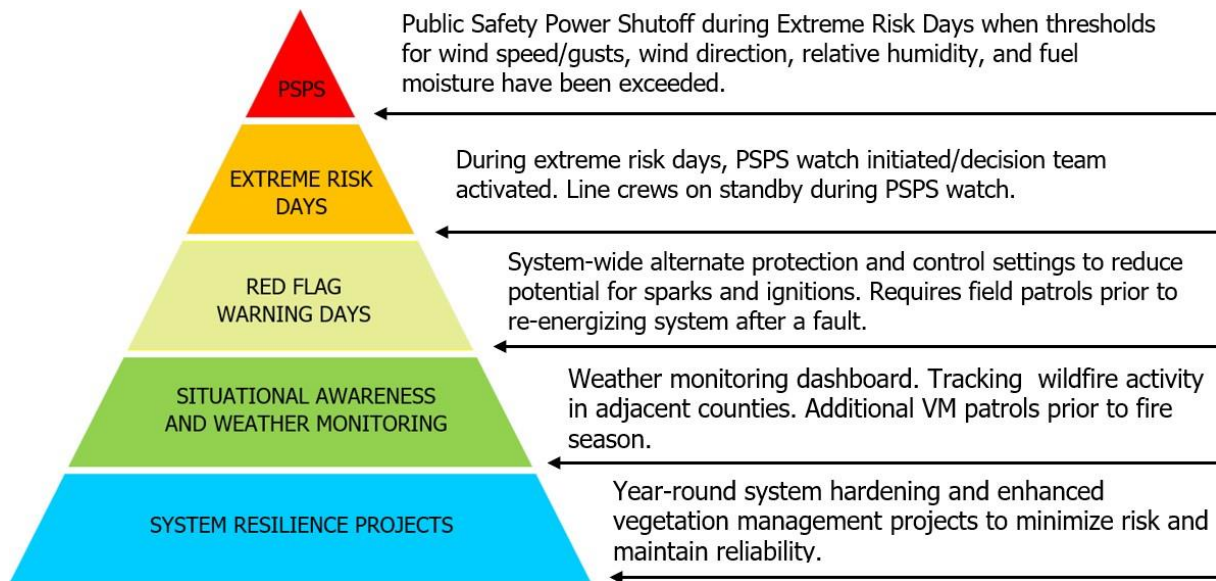 Public Safety Power Shutoff during Extreme Risk Days when thresholds
for wind speed/gusts, wind direction, relative humidity, and fuel
moisture have been exceeded.
PSPS
During extreme risk days, PSPS watch initiated/decision team
activated. Line crews on standby during PSPS watch.
EXTREME RISK
DAYS
System-wide alternate protection and control settings to reduce
potential for sparks and ignitions. Requires field patrols prior to
re-energizing system after a fault.
RED FLAG
WARNING DAYS
Weather monitoring dashboard. Tracking  wildfire activity
in adjacent counties. Additional VM patrols prior to fire
season.
SITUATIONAL AWARENESS
AND WEATHER MONITORING
Year-round system hardening and enhanced
vegetation management projects to minimize risk and
maintain reliability.
SYSTEM RESILIENCE PROJECTS